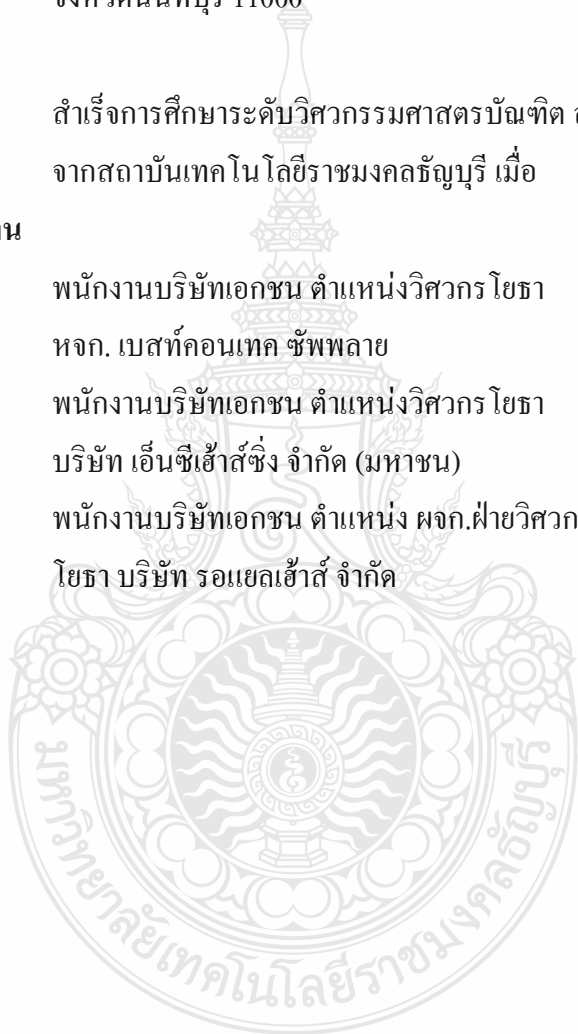 จังหวัดนนทบุรี 11000
สำเร็จการศึกษาระดับวิศวกรรมศาสตรบัณฑิต
จากสถาบันเทคโนโลยีราชมงคลธัญบุรี เมื่อ
พนักงานบริษัทเอกชน ตำแหน่งวิศวกรโยธา
หจก. เบสท์คอนเทค ซัพพลาย
พนักงานบริษัทเอกชน ตำแหน่งวิศวกรโยธา
บริษัท เอ็นซีเฮ้าส์ซิ่ง จำกัด (มหาชน)
พนักงานบริษัทเอกชน ตำแหน่ง ผจก.ฝ่ายวิศวก
โยธา บริษัท รอแยลเฮ้าส์ จำกัด
มหาวิทยาลัยเทคโนโลยีราชมงคลธัญบุรี